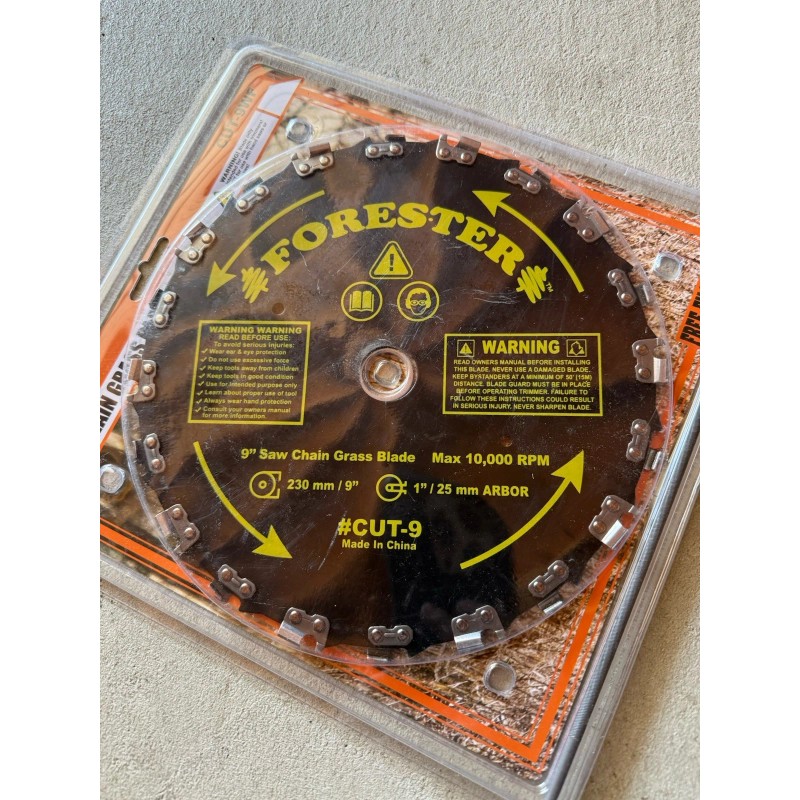 FORESTER
TM
WARNING WARNING
READ BEFORE USE:
To avoid serious injuries:
✓ Wear ear & eye protection
✓ Do not use excessive force
✓ Keep tools away from children
✓ Keep tools in good condition
✓ Use for intended purpose only
✓ Learn about proper use of tool
✓ Always wear hand protection
✓ Consult your owners manual
for more information.
WARNING
READ OWNERS MANUAL BEFORE INSTALLING
THIS BLADE. NEVER USE A DAMAGED BLADE.
KEEP BYSTANDERS AT A MINIMUM OF 50' (15M)
DISTANCE. BLADE GUARD MUST BE IN PLACE
BEFORE OPERATING TRIMMER. FAILURE TO
FOLLOW THESE INSTRUCTIONS COULD RESULT
IN SERIOUS INJURY. NEVER SHARPEN BLADE.
9" Saw Chain Grass Blade Max 10,000 RPM
230 mm / 9" 1" / 25 mm ARBOR
#CUT-9
Made In China
WARNING!
FREE